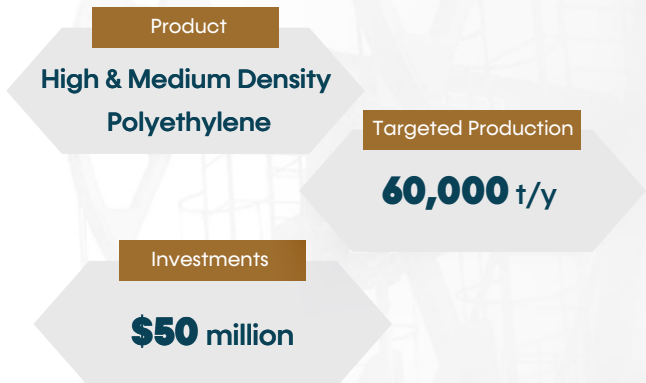 Product
High & Medium Density
Polyethylene
Targeted Production
60,000 t/y
Investments
$50 million